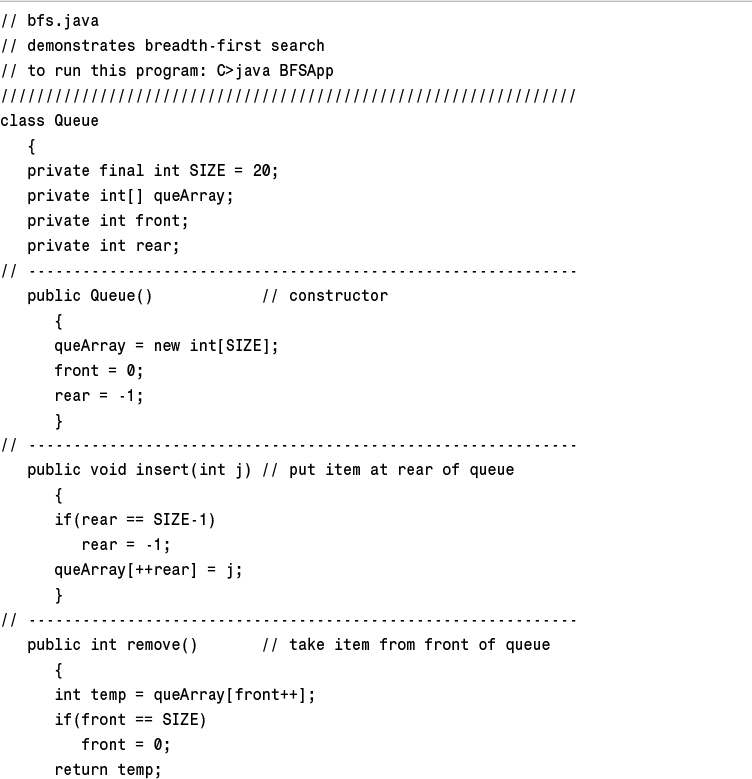 // bfs.java
// demonstrates breadth-first search
// to run this program: C>java BFSApp
////////////////////////////////////////////////////////////////
class Queue
   {
   private final int SIZE = 20;
   private int[] queArray;
   private int front;
   private int rear;
// -------------------------------------------------------------
   public Queue()            // constructor
      {
      queArray = new int[SIZE];
      front = 0;
      rear = -1;
      }
// -------------------------------------------------------------
   public void insert(int j) // put item at rear of queue
      {
      if(rear == SIZE-1)
         rear = -1;
      queArray[++rear] = j;
      }
// -------------------------------------------------------------
   public int remove()       // take item from front of queue
      {
      int temp = queArray[front++];
      if(front == SIZE)
         front = 0;
      return temp;